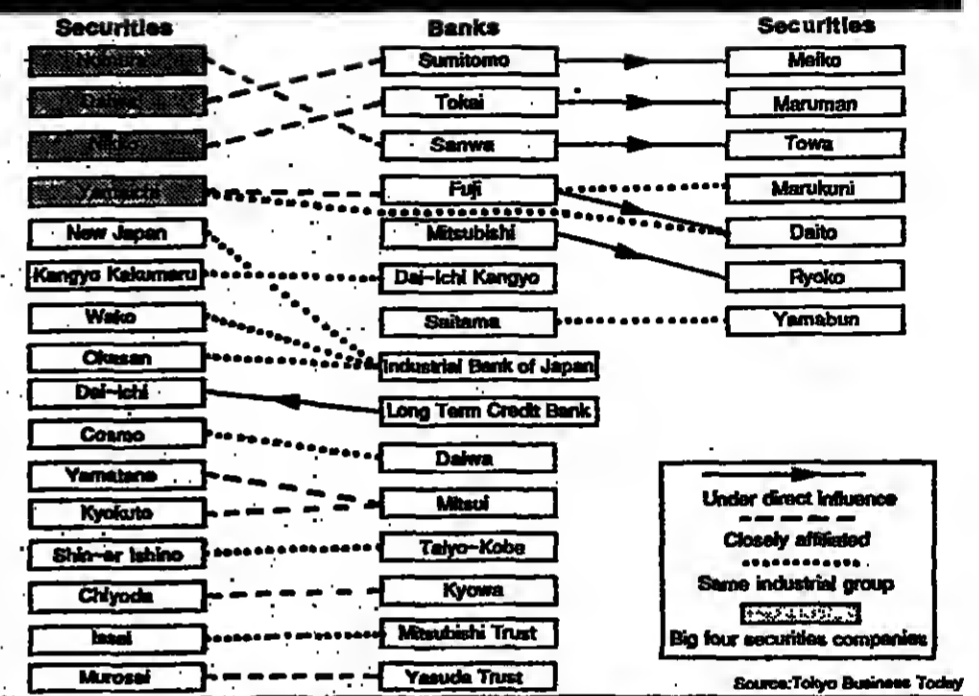 Securities
Banks
Securities
Nomura
Sumitomo
Meiko
Daiwa
Tokai
Maruman
Nikko
Sanwa
Towa
Yamaichi
Fuji
Marukuni
New Japan
Mitsubishi
Daito
Kangyo Kakumaru
Dai-Ichi Kangyo
Ryoko
Wako
Saitama
Yamabun
Okasan
Industrial Bank of Japan
Dai-Ichi
Long Term Credit Bank
Cosmo
Daiwa
Yamatane
Mitsui
Kyokuto
Shin-ei Ishino
Taiyo-Kobe
Chiyoda
Kyowa
Issei
Mitsubishi Trust
Murosei
Yasuda Trust
Under direct influence
Closely affiliated
Same industrial group
Big four securities companies
Source:Tokyo Business Today